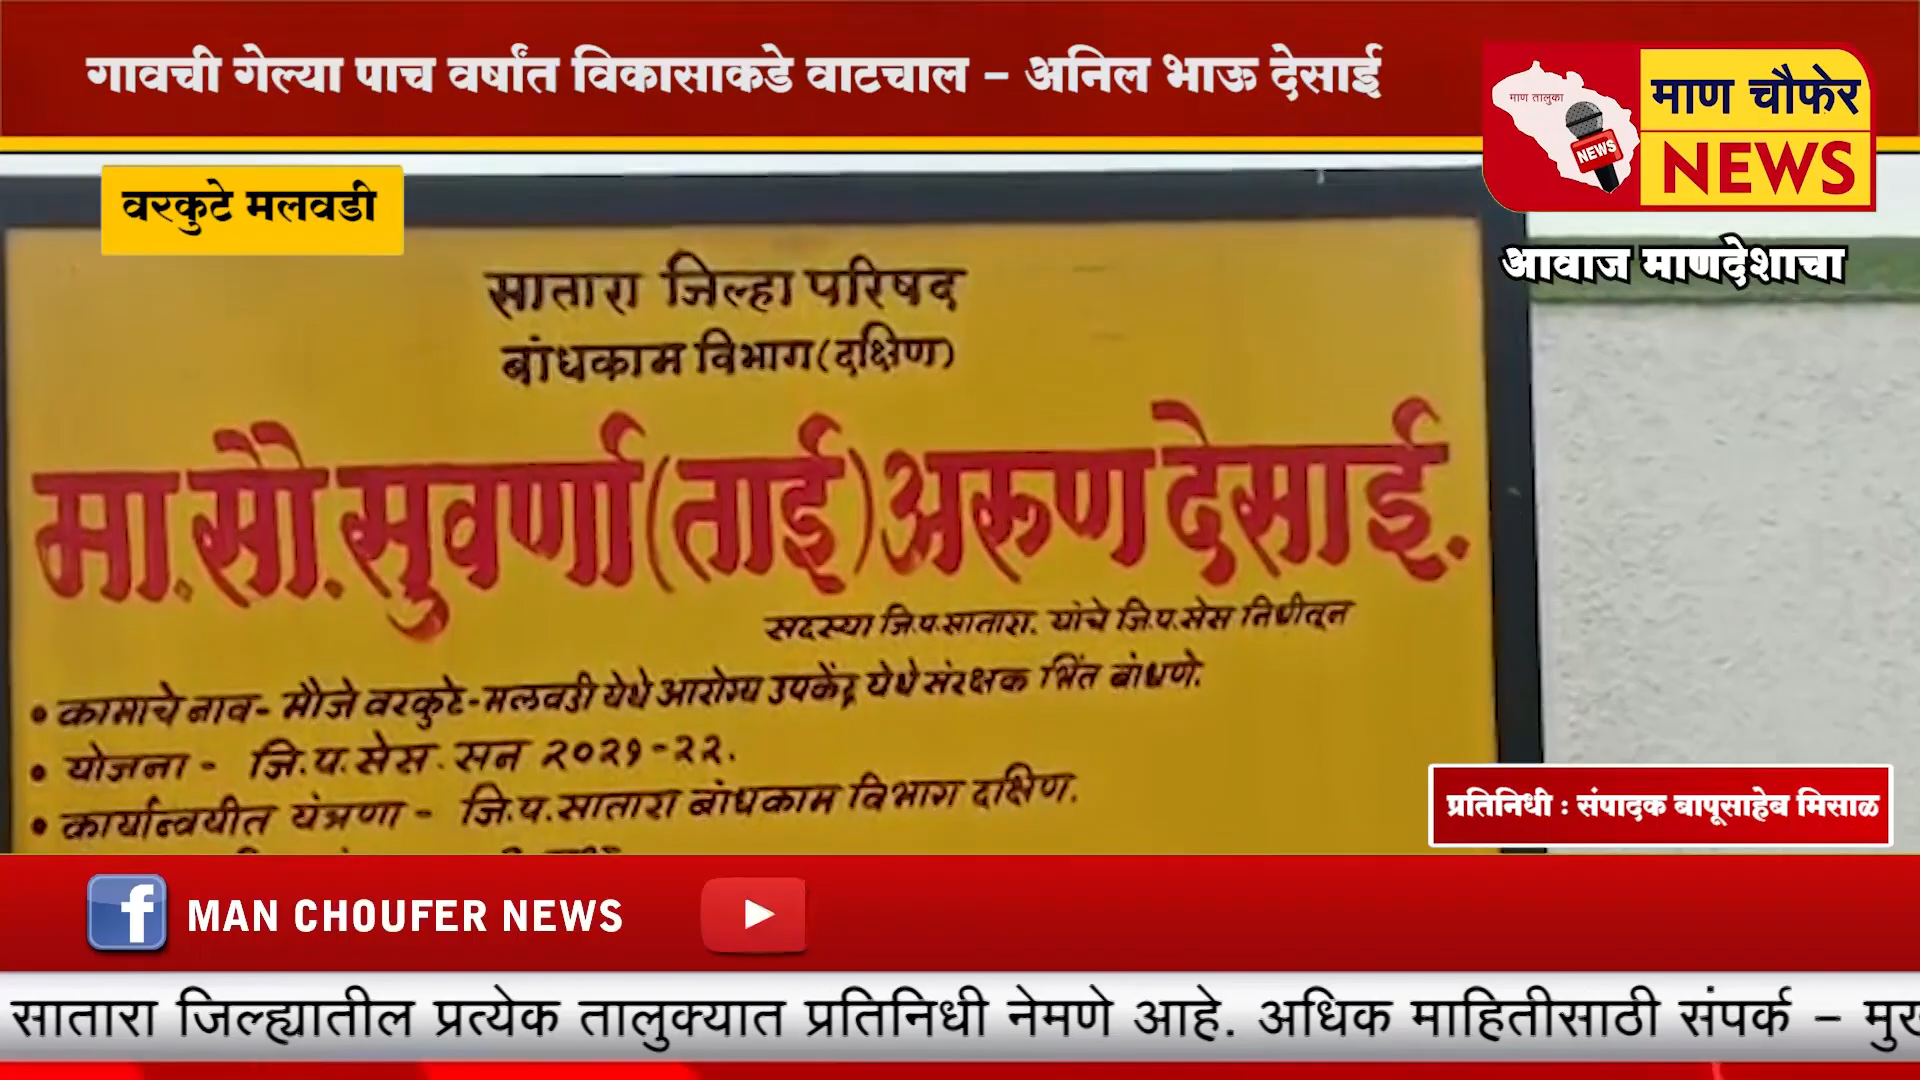 गावची गेल्या पाच वर्षांत विकासाकडे वाटचाल – अनिल भाऊ देसाई
माण तालुका
NEWS
माण चौफेर
NEWS
आवाज माणदेशाचा
वरकुटे मलवडी
सातारा जिल्हा परिषद
बांधकाम विभाग(दक्षिण)
मा.सौ.सुवर्णा(ताई)अरूण देसाई.
सदस्या जि.प.सातारा. यांचे जि.प.सेस निधीतून
• कामाचे नाव- मौजे वरकुटे-मलवडी येथे आरोग्य उपकेंद्र येथे संरक्षक भिंत बांधणे.
• योजना - जि.प.सेस. सन २०२१-२२.
• कार्यान्वयीत यंत्रणा - जि.प.सातारा बांधकाम विभाग दक्षिण.
प्रतिनिधी : संपादक बापूसाहेब मिसाळ
f MAN CHOUFER NEWS
सातारा जिल्ह्यातील प्रत्येक तालुक्यात प्रतिनिधी नेमणे आहे. अधिक माहितीसाठी संपर्क – मुख